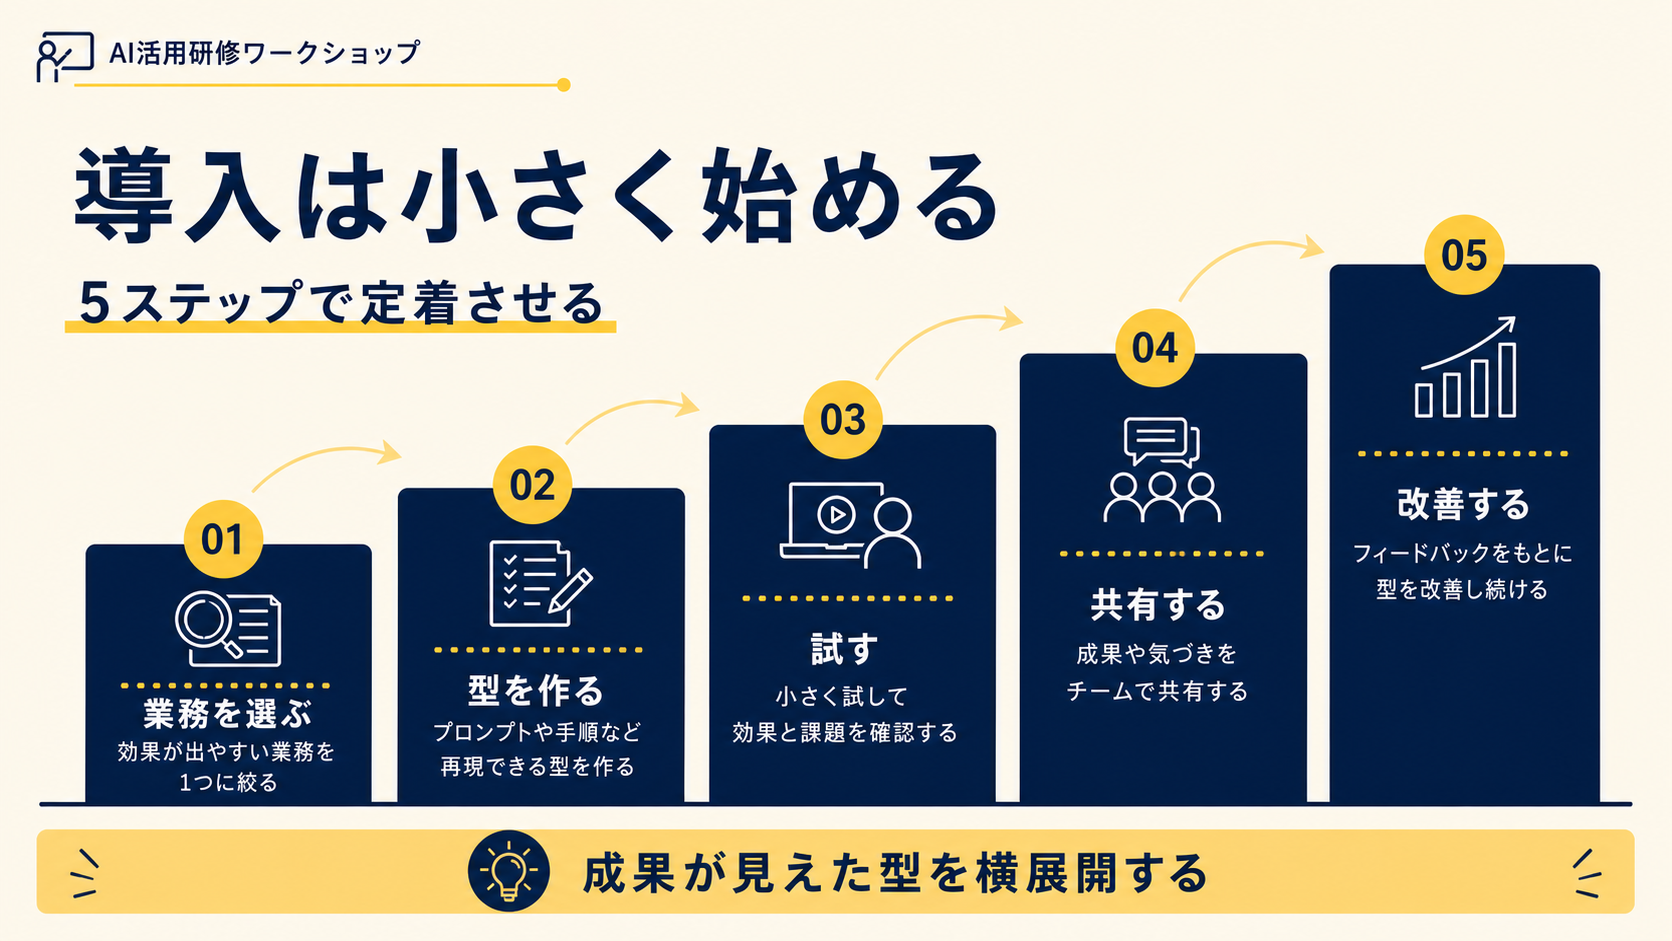 AI活用研修ワークショップ
導入は小さく始める
5ステップで定着させる
01
業務を選ぶ
効果が出やすい業務を
1つに絞る
02
型を作る
プロンプトや手順など
再現できる型を作る
03
試す
小さく試して
効果と課題を確認する
04
共有する
成果や気づきを
チームで共有する
05
改善する
フィードバックをもとに
型を改善し続ける
成果が見えた型を横展開する